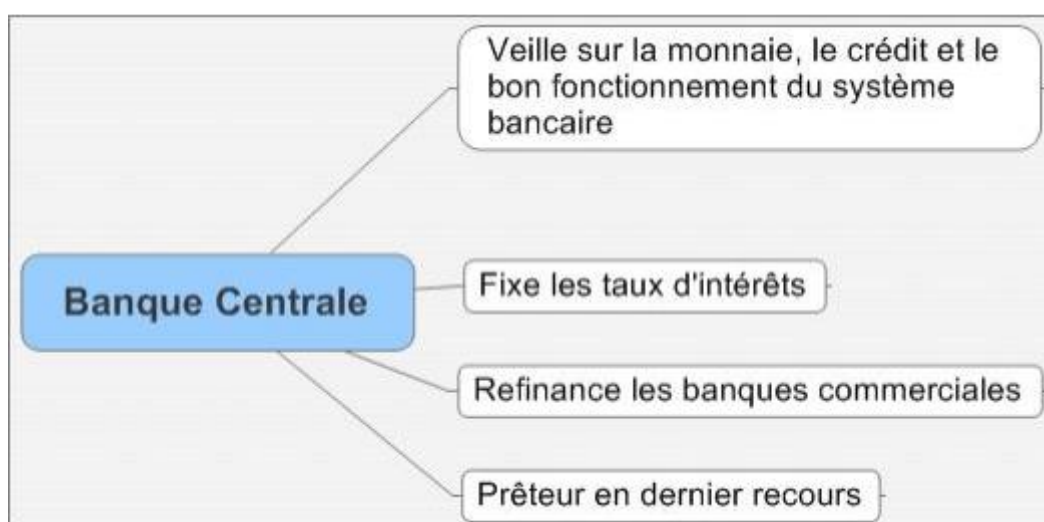 Veille sur la monnaie, le crédit et le
bon fonctionnement du système
bancaire
Banque Centrale
Fixe les taux d'intérêts
Refinance les banques commerciales
Prêteur en dernier recours